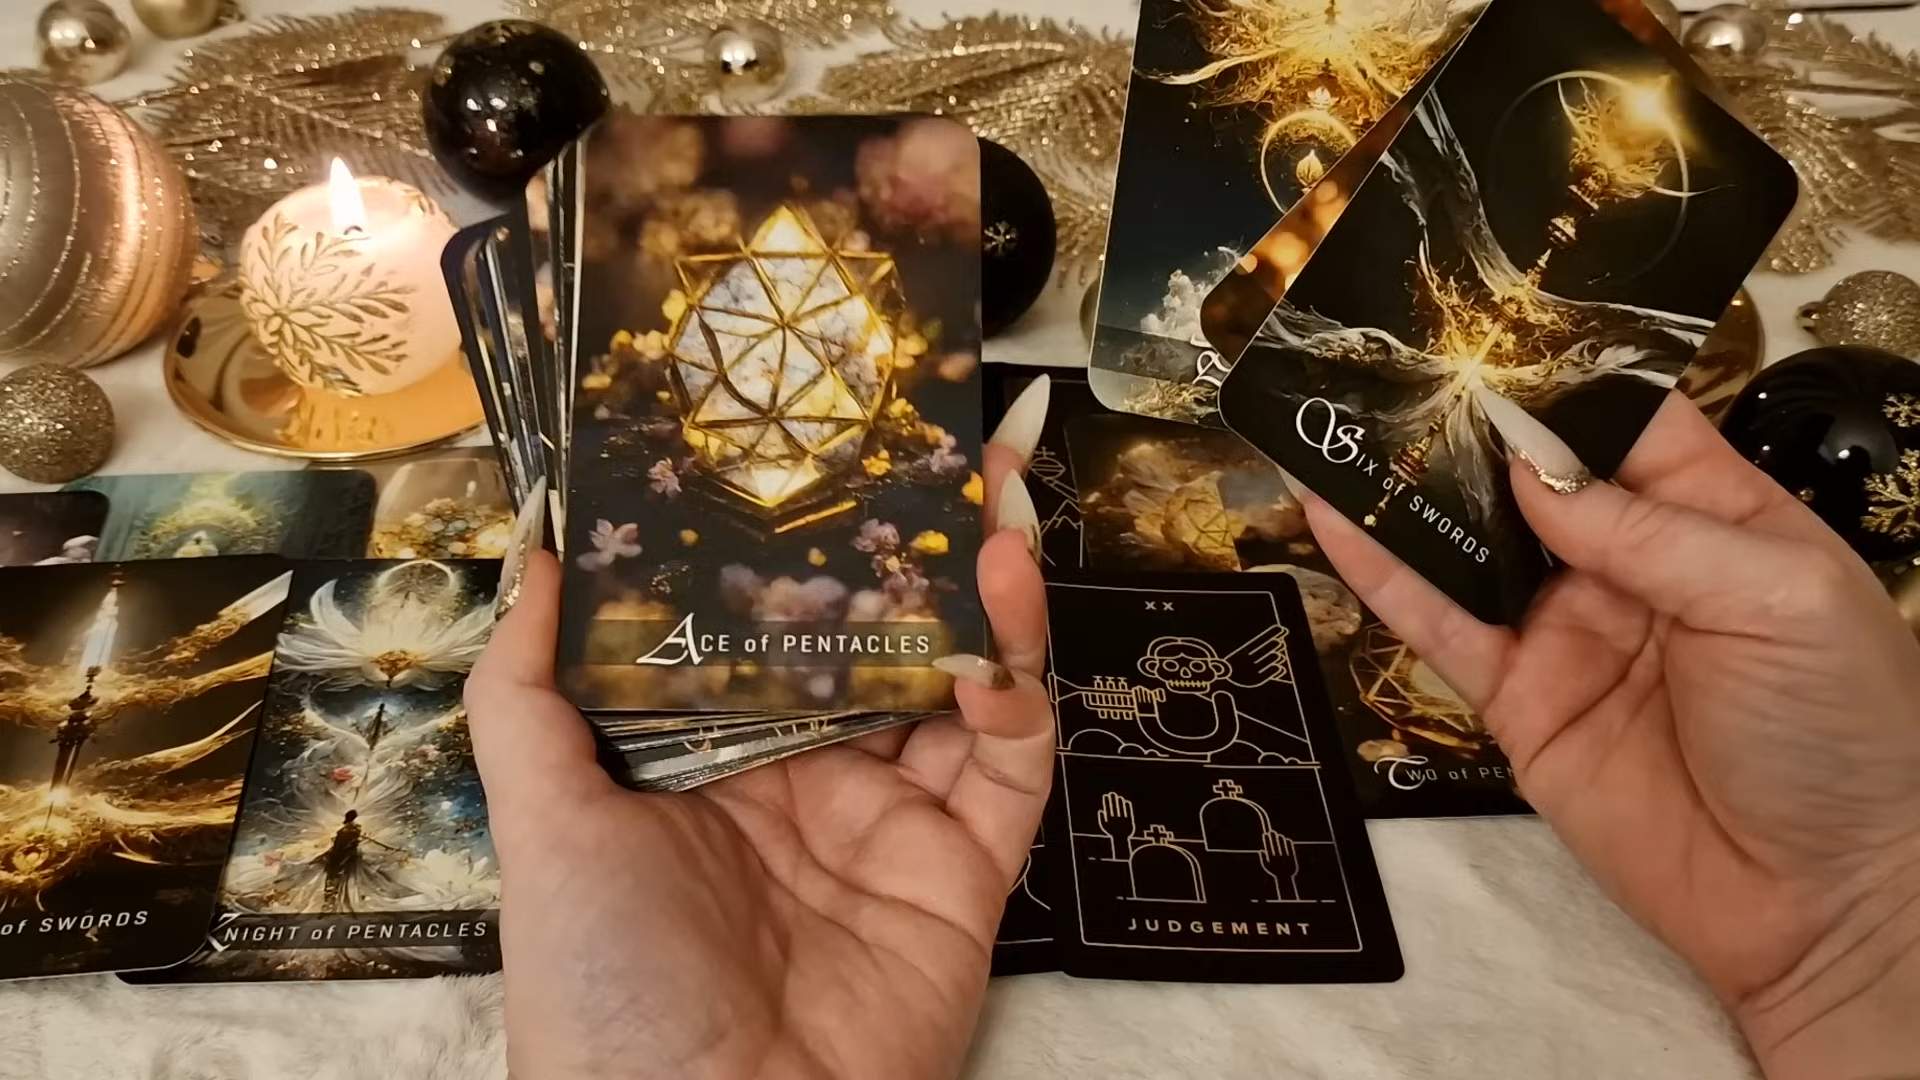 ACE of PENTACLES
SIX of SWORDS
XX
TWO of PEN
of SWORDS
KNIGHT of PENTACLES
JUDGEMENT